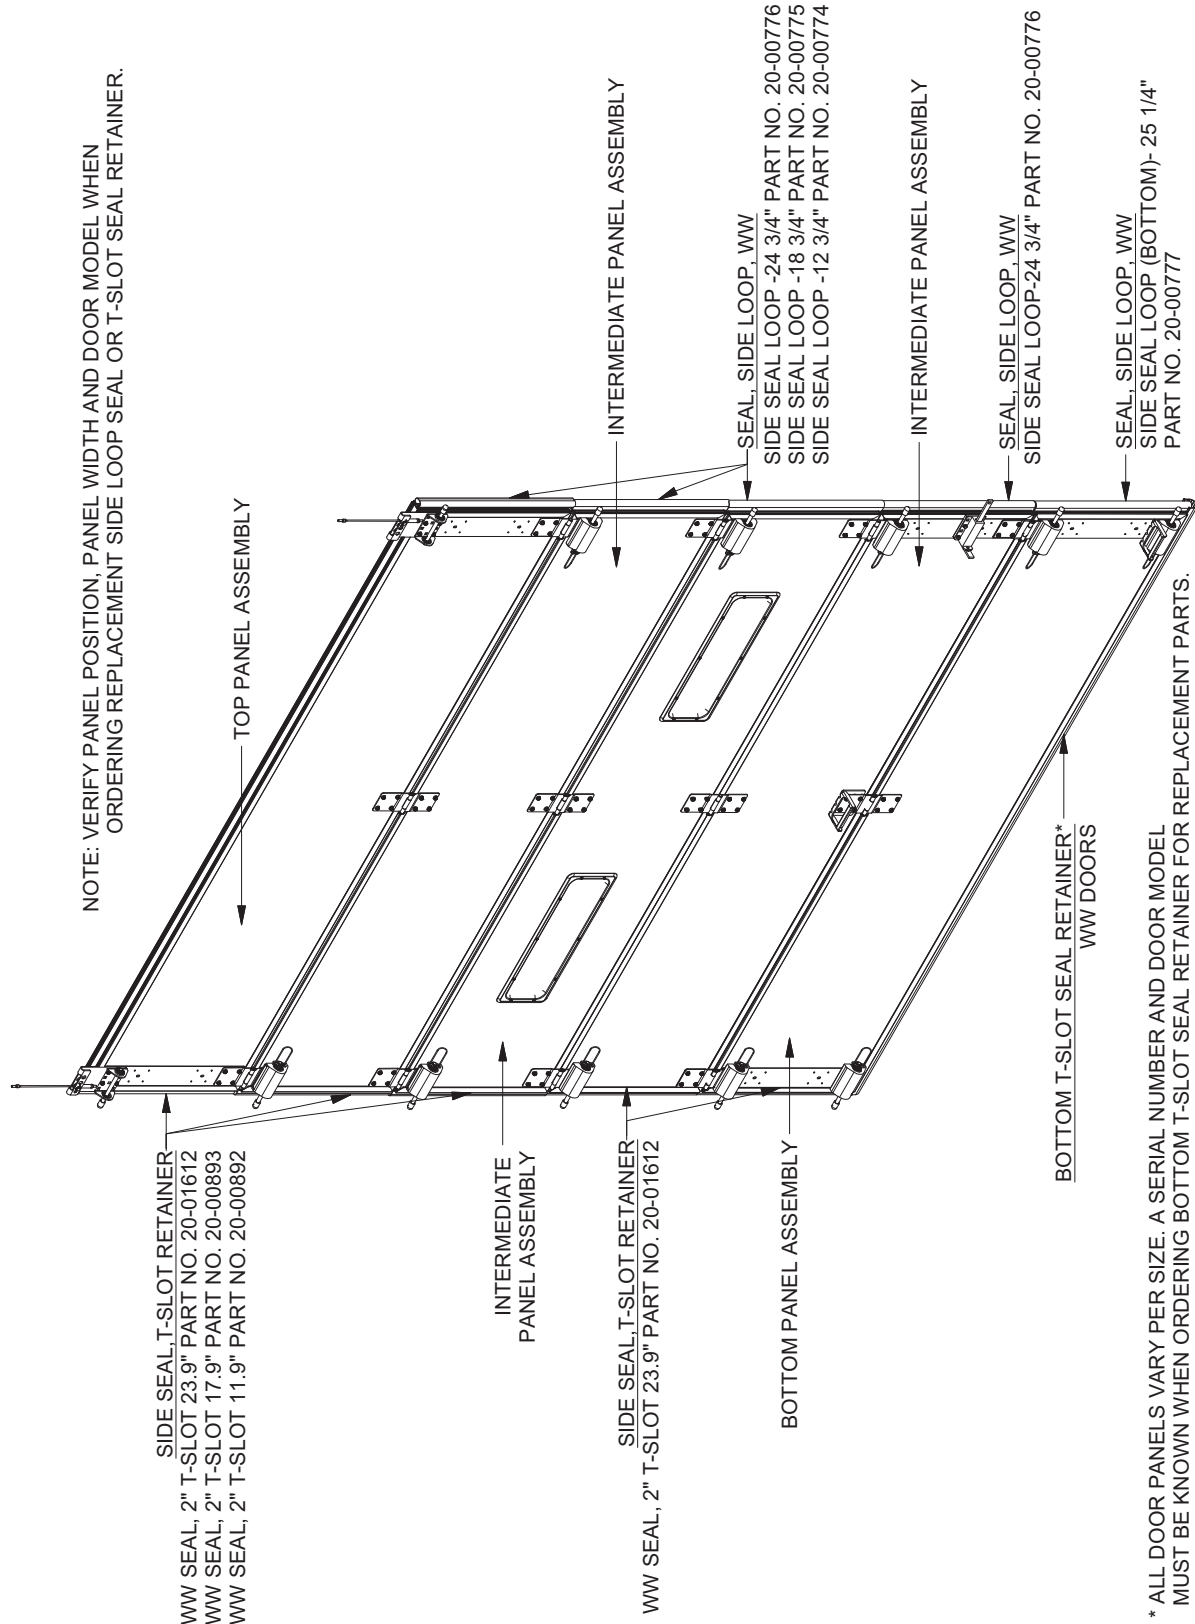 NOTE: VERIFY PANEL POSITION, PANEL WIDTH AND DOOR MODEL WHEN
ORDERING REPLACEMENT SIDE LOOP SEAL OR T-SLOT SEAL RETAINER.
SIDE SEAL,T-SLOT RETAINER
WW SEAL, 2" T-SLOT 23.9" PART NO. 20-01612
WW SEAL, 2" T-SLOT 17.9" PART NO. 20-00893
WW SEAL, 2" T-SLOT 11.9" PART NO. 20-00892
TOP PANEL ASSEMBLY
INTERMEDIATE PANEL ASSEMBLY
SEAL, SIDE LOOP, WW
SIDE SEAL LOOP -24 3/4" PART NO. 20-00776
SIDE SEAL LOOP -18 3/4" PART NO. 20-00775
SIDE SEAL LOOP -12 3/4" PART NO. 20-00774
INTERMEDIATE
PANEL ASSEMBLY
SIDE SEAL,T-SLOT RETAINER
WW SEAL, 2" T-SLOT 23.9" PART NO. 20-01612
INTERMEDIATE PANEL ASSEMBLY
SEAL, SIDE LOOP, WW
SIDE SEAL LOOP-24 3/4" PART NO. 20-00776
BOTTOM PANEL ASSEMBLY
SEAL, SIDE LOOP, WW
SIDE SEAL LOOP (BOTTOM)- 25 1/4"
PART NO. 20-00777
BOTTOM T-SLOT SEAL RETAINER*
WW DOORS
* ALL DOOR PANELS VARY PER SIZE. A SERIAL NUMBER AND DOOR MODEL
MUST BE KNOWN WHEN ORDERING BOTTOM T-SLOT SEAL RETAINER FOR REPLACEMENT PARTS.